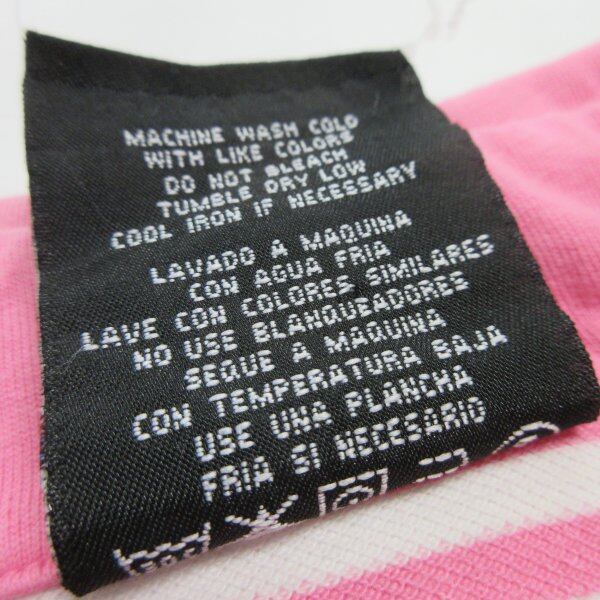 MACHINE WASH COLD
WITH LIKE COLORS
DO NOT BLEACH
TUMBLE DRY LOW
COOL IRON IF NECESSARY
LAVADO A MAQUINA
CON AGUA FRIA
LAVE CON COLORES SIMILARES
NO USE BLANQUEADORES
SEQUE A MAQUINA
CON TEMPERATURA BAJA
USE UNA PLANCHA
FRIA SI NECESARIO